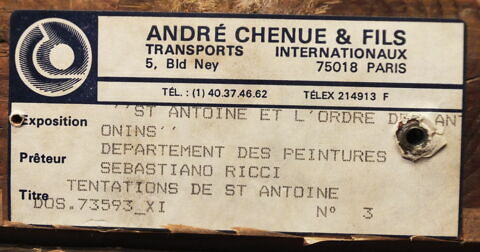 ANDRÉ CHENUE & FILS
TRANSPORTS INTERNATIONAUX
5, Bld Ney 75018 PARIS
TÉL. : (1) 40.37.46.62 TÉLEX 214913 F
''ST ANTOINE ET L'ORDRE DES ANT
Exposition
ONINS''
DEPARTEMENT DES PEINTURES
Prêteur
SEBASTIANO RICCI
Titre
TENTATIONS DE ST ANTOINE
DOS.73593_XI N° 3